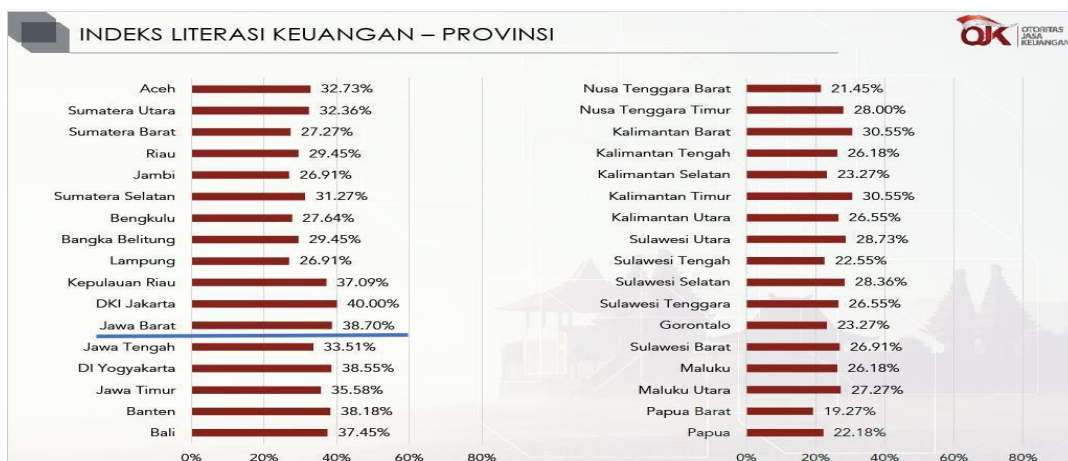 INDEKS LITERASI KEUANGAN – PROVINSI
OJK
OTORITAS
JASA
KEUANGAN
Aceh 32.73%
Sumatera Utara 32.36%
Sumatera Barat 27.27%
Riau 29.45%
Jambi 26.91%
Sumatera Selatan 31.27%
Bengkulu 27.64%
Bangka Belitung 29.45%
Lampung 26.91%
Kepulauan Riau 37.09%
DKI Jakarta 40.00%
Jawa Barat 38.70%
Jawa Tengah 33.51%
DI Yogyakarta 38.55%
Jawa Timur 35.58%
Banten 38.18%
Bali 37.45%
0% 20% 40% 60% 80%
Nusa Tenggara Barat 21.45%
Nusa Tenggara Timur 28.00%
Kalimantan Barat 30.55%
Kalimantan Tengah 26.18%
Kalimantan Selatan 23.27%
Kalimantan Timur 30.55%
Kalimantan Utara 26.55%
Sulawesi Utara 28.73%
Sulawesi Tengah 22.55%
Sulawesi Selatan 28.36%
Sulawesi Tenggara 26.55%
Gorontalo 23.27%
Sulawesi Barat 26.91%
Maluku 26.18%
Maluku Utara 27.27%
Papua Barat 19.27%
Papua 22.18%
0% 20% 40% 60% 80%